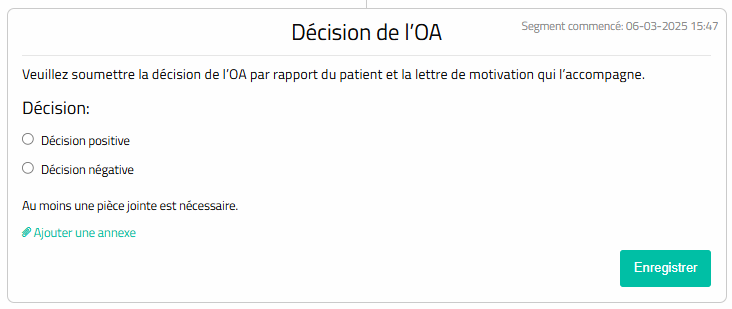 Décision de l'OA
Segment commencé: 06-03-2025 15:47
Veuillez soumettre la décision de l'OA par rapport du patient et la lettre de motivation qui l'accompagne.
Décision:
Décision positive
Décision négative
Au moins une pièce jointe est nécessaire.
Ajouter une annexe
Enregistrer